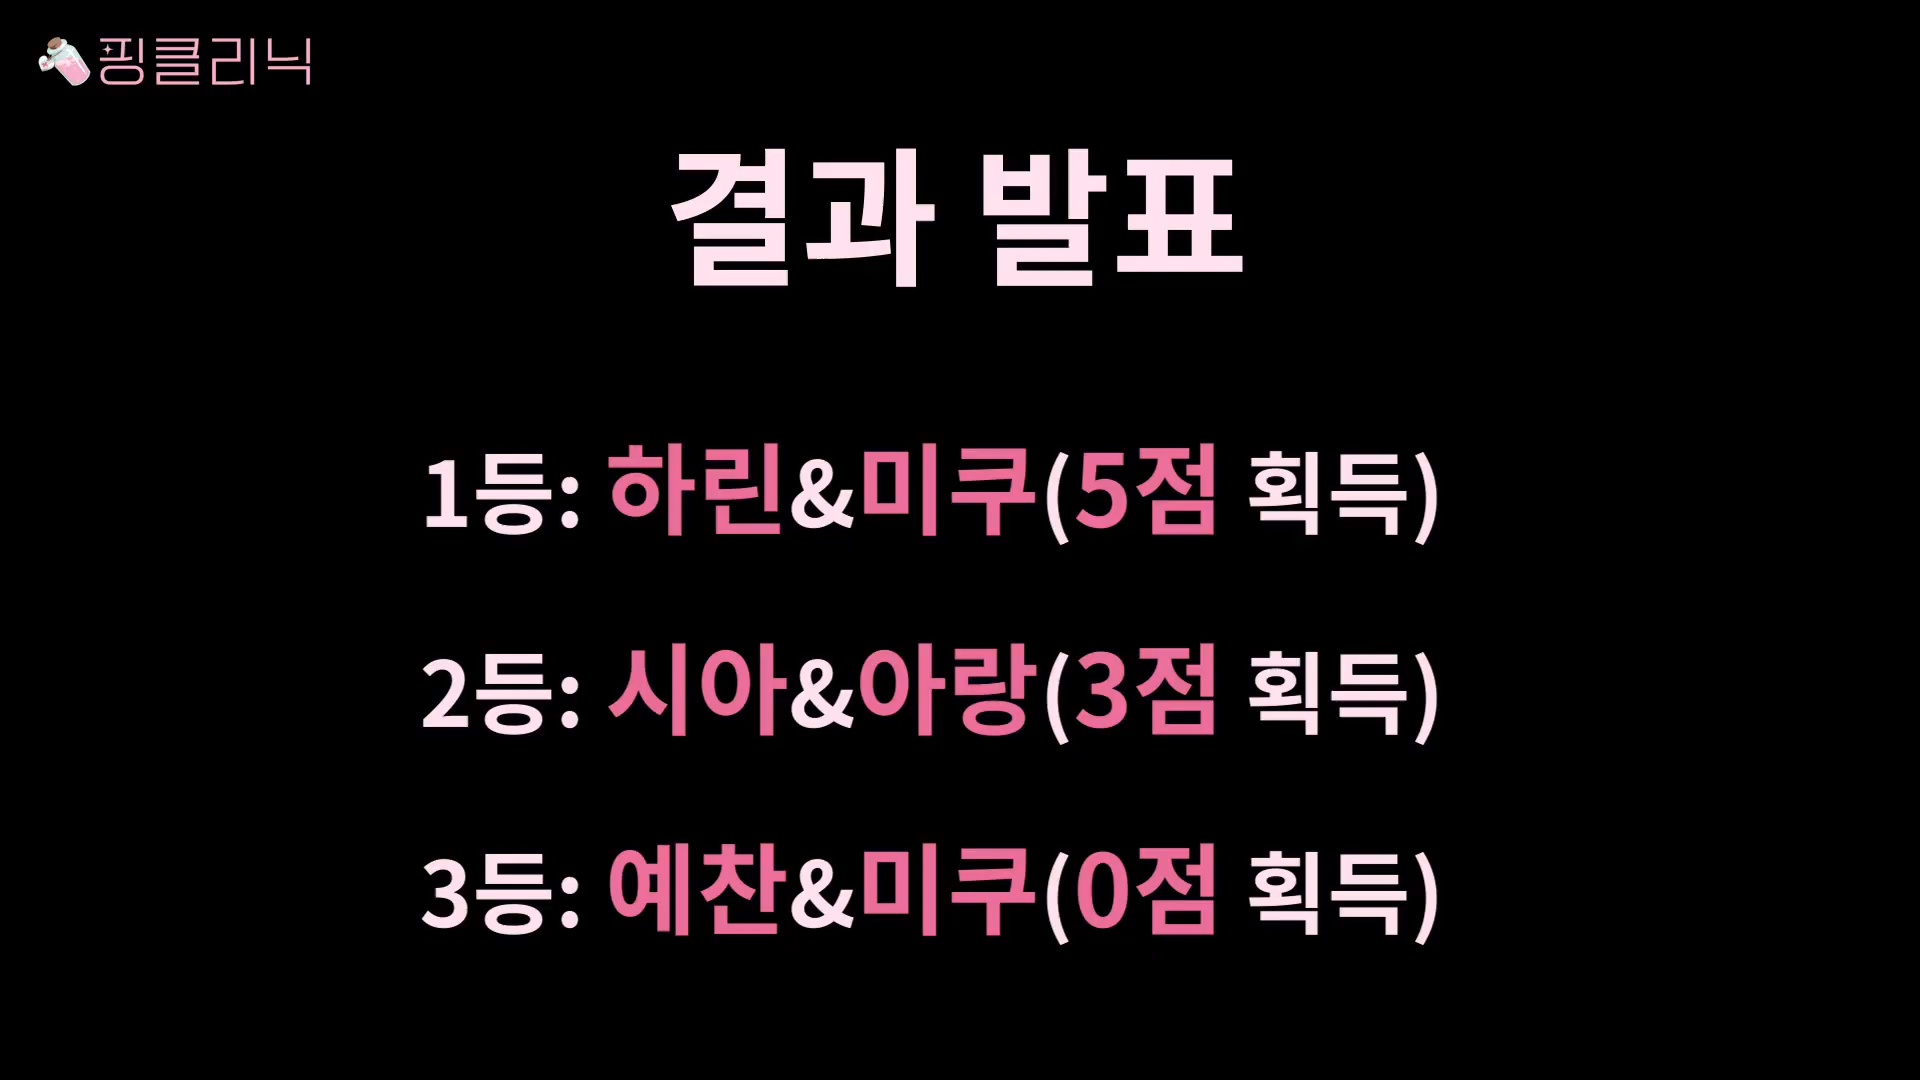 핑클리닉
결과 발표
1등: 하린&미쿠(5점 획득)
2등: 시아&아랑(3점 획득)
3등: 예찬&미쿠(0점 획득)